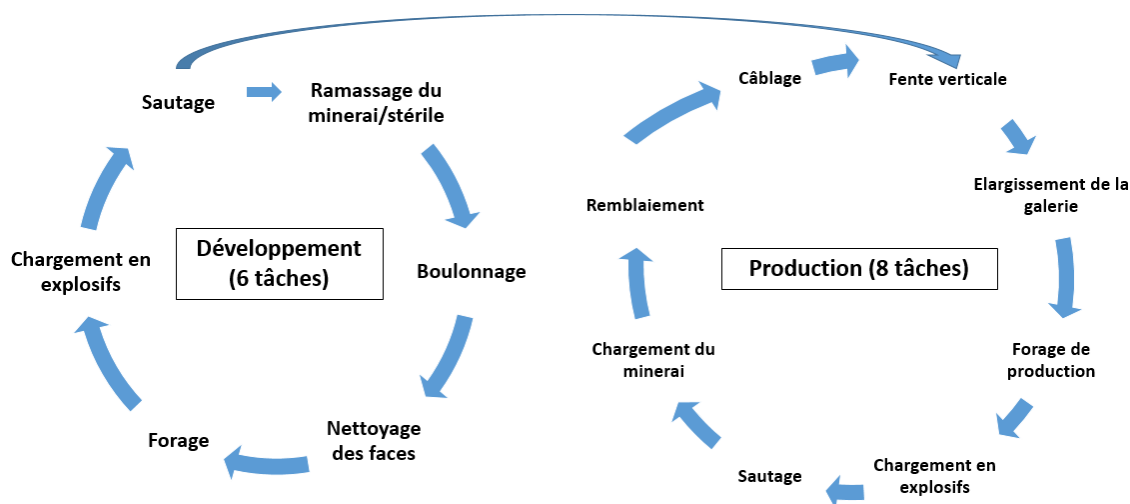 Sautage
Ramassage du
minerai/stérile
Boulonnage
Nettoyage
des faces
Forage
Chargement en
explosifs
Développement
(6 tâches)
Câblage
Fente verticale
Elargissement de la
galerie
Forage de
production
Chargement en
explosifs
Sautage
Chargement du
minerai
Remblaiement
Production (8 tâches)